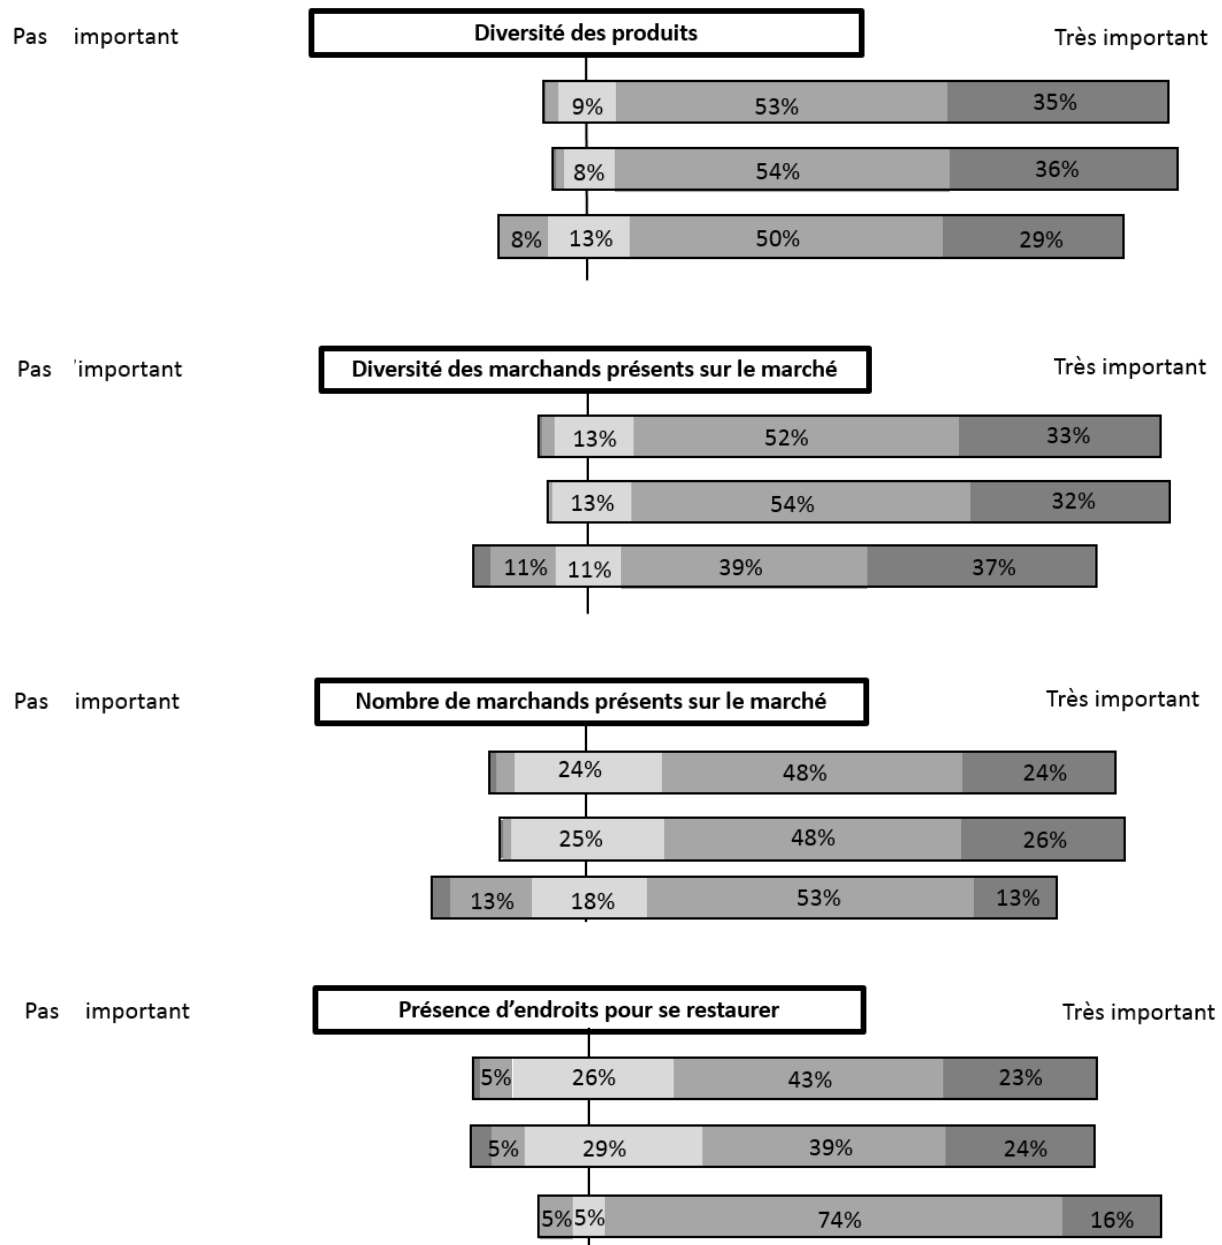 Pas important Diversité des produits Très important
9% 53% 35%
8% 54% 36%
8% 13% 50% 29%
Pas 'important Diversité des marchands présents sur le marché Très important
13% 52% 33%
13% 54% 32%
11% 11% 39% 37%
Pas important Nombre de marchands présents sur le marché Très important
24% 48% 24%
25% 48% 26%
13% 18% 53% 13%
Pas important Présence d’endroits pour se restaurer Très important
5% 26% 43% 23%
5% 29% 39% 24%
5% 5% 74% 16%